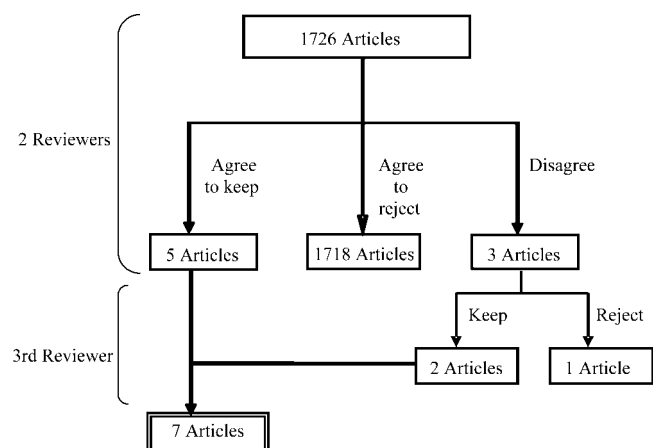 1726 Articles
2 Reviewers
Agree
to keep
Agree
to
reject
Disagree
5 Articles
1718 Articles
3 Articles
Keep
Reject
3rd Reviewer
2 Articles
1 Article
7 Articles